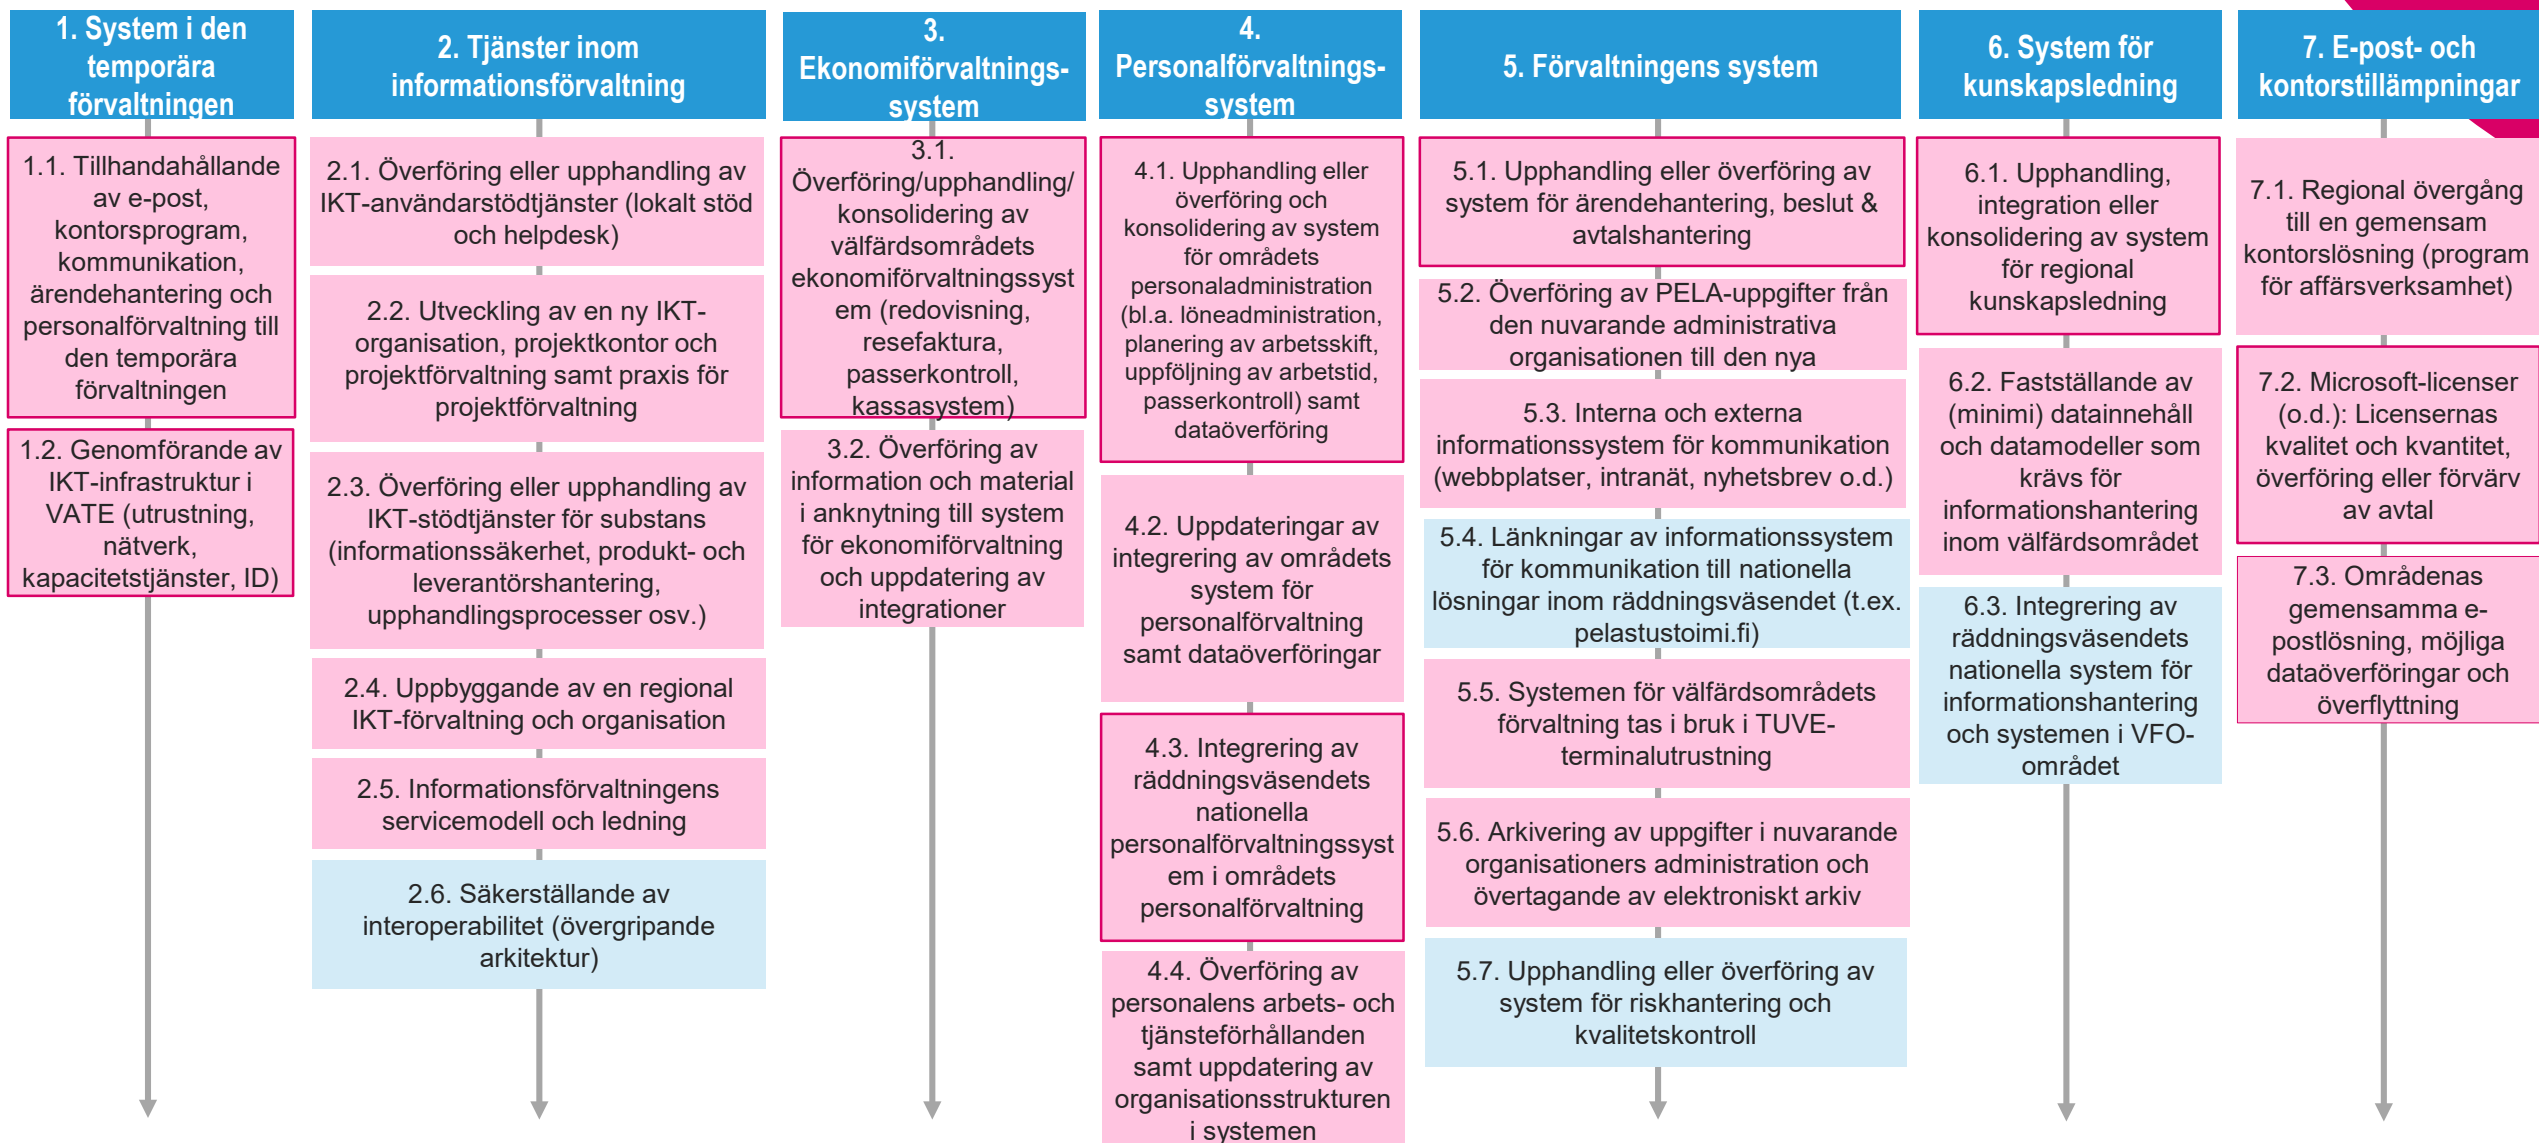 1. System i den
temporära
förvaltningen
1.1. Tillhandahållande
av e-post,
kontorsprogram,
kommunikation,
ärendehantering och
personalförvaltning till
den temporära
förvaltningen
1.2. Genomförande av
IKT-infrastruktur i
VATE (utrustning,
nätverk,
kapacitetstjänster, ID)
2. Tjänster inom
informationsförvaltning
2.1. Överföring eller upphandling av
IKT-användarstödtjänster (lokalt stöd
och helpdesk)
2.2. Utveckling av en ny IKT-
organisation, projektkontor och
projektförvaltning samt praxis för
projektförvaltning
2.3. Överföring eller upphandling av
IKT-stödtjänster för substans
(informationssäkerhet, produkt- och
leverantörshantering,
upphandlingsprocesser osv.)
2.4. Uppbyggande av en regional
IKT-förvaltning och organisation
2.5. Informationsförvaltningens
servicemodell och ledning
2.6. Säkerställande av
interoperabilitet (övergripande
arkitektur)
3.
Ekonomiförvaltnings-
system
3.1.
Överföring/upphandling/
konsolidering av
välfärdsområdets
ekonomiförvaltningssyst
em (redovisning,
resefaktura,
passerkontroll,
kassasystem)
3.2. Överföring av
information och material
i anknytning till system
för ekonomiförvaltning
och uppdatering av
integrationer
4.
Personalförvaltnings-
system
4.1. Upphandling eller
överföring och
konsolidering av system
för områdets
personaladministration
(bl.a. löneadministration,
planering av arbetsskift,
uppföljning av arbetstid,
passerkontroll) samt
dataöverföring
4.2. Uppdateringar av
integrering av områdets
system för
personalförvaltning
samt dataöverföringar
4.3. Integrering av
räddningsväsendets
nationella
personalförvaltningssyst
em i områdets
personalförvaltning
4.4. Överföring av
personalens arbets- och
tjänsteförhållanden
samt uppdatering av
organisationsstrukturen
i systemen
5. Förvaltningens system
5.1. Upphandling eller överföring av
system för ärendehantering, beslut &
avtalshantering
5.2. Överföring av PELA-uppgifter från
den nuvarande administrativa
organisationen till den nya
5.3. Interna och externa
informationssystem för kommunikation
(webbplatser, intranät, nyhetsbrev o.d.)
5.4. Länkningar av informationssystem
för kommunikation till nationella
lösningar inom räddningsväsendet (t.ex.
pelastustoimi.fi)
5.5. Systemen för välfärdsområdets
förvaltning tas i bruk i TUVE-
terminalutrustning
5.6. Arkivering av uppgifter i nuvarande
organisationers administration och
övertagande av elektroniskt arkiv
5.7. Upphandling eller överföring av
system för riskhantering och
kvalitetskontroll
6. System för
kunskapsledning
6.1. Upphandling,
integration eller
konsolidering av system
för regional
kunskapsledning
6.2. Fastställande av
(minimi) datainnehåll
och datamodeller som
krävs för
informationshantering
inom välfärdsområdet
6.3. Integrering av
räddningsväsendets
nationella system för
informationshantering
och systemen i VFO-
området
7. E-post- och
kontorstillämpningar
7.1. Regional övergång
till en gemensam
kontorslösning (program
för affärsverksamhet)
7.2. Microsoft-licenser
(o.d.): Licensernas
kvalitet och kvantitet,
överföring eller förvärv
av avtal
7.3. Områdenas
gemensamma e-
postlösning, möjliga
dataöverföringar och
överflyttning